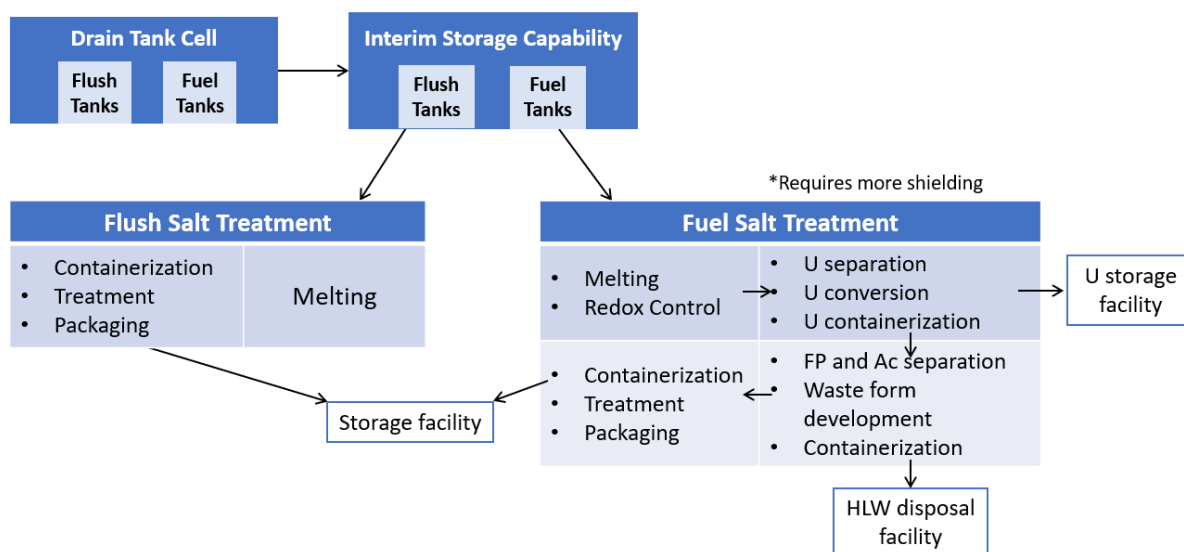 Drain Tank Cell
Flush
Tanks
Fuel
Tanks
Interim Storage Capability
Flush
Tanks
Fuel
Tanks
*Requires more shielding
Flush Salt Treatment
• Containerization
• Treatment
• Packaging
Melting
Fuel Salt Treatment
• Melting
• Redox Control
• U separation
• U conversion
• U containerization
U storage
facility
• Containerization
• Treatment
• Packaging
• FP and Ac separation
• Waste form
development
• Containerization
Storage facility
HLW disposal
facility